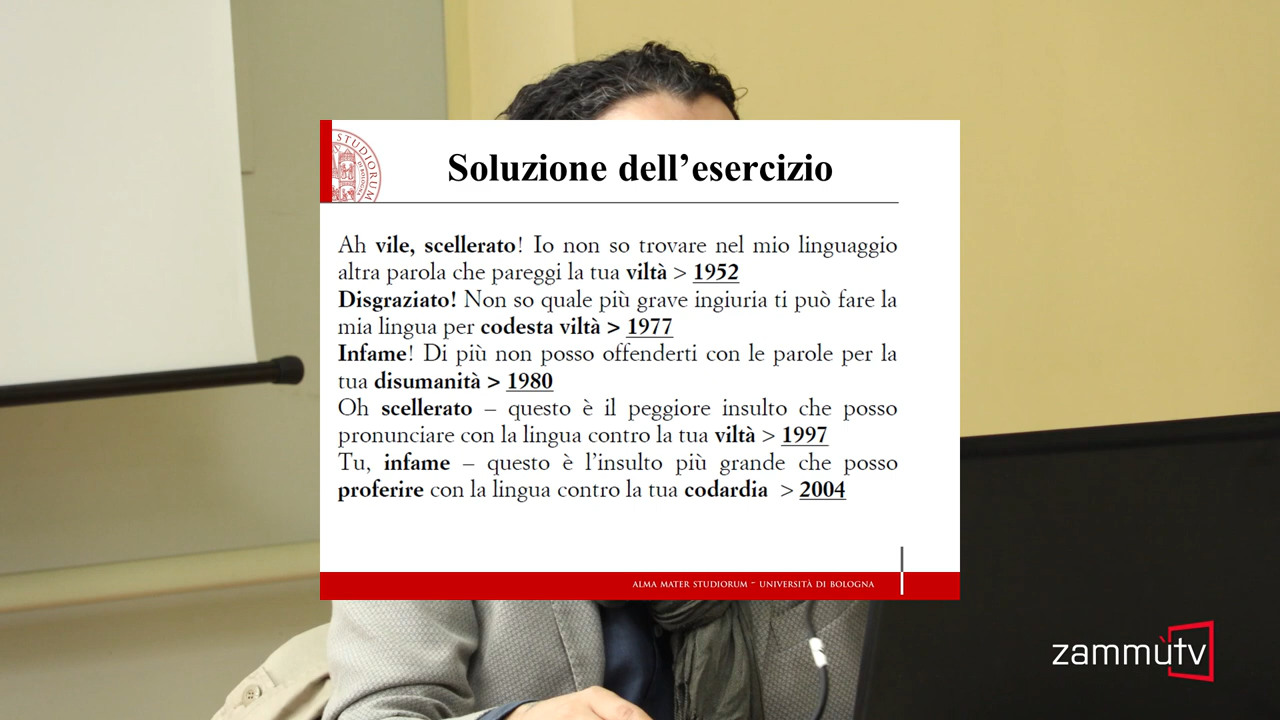 STUDIORUM
DI BOLOGNA
Soluzione dell’esercizio
Ah vile, scellerato! Io non so trovare nel mio linguaggio
altra parola che pareggi la tua viltà > 1952
Disgraziato! Non so quale più grave ingiuria ti può fare la
mia lingua per codesta viltà > 1977
Infame! Di più non posso offenderti con le parole per la
tua disumanità > 1980
Oh scellerato – questo è il peggiore insulto che posso
pronunciare con la lingua contro la tua viltà > 1997
Tu, infame – questo è l’insulto più grande che posso
proferire con la lingua contro la tua codardia > 2004
ALMA MATER STUDIORUM ~ UNIVERSITÀ DI BOLOGNA
zammùtv